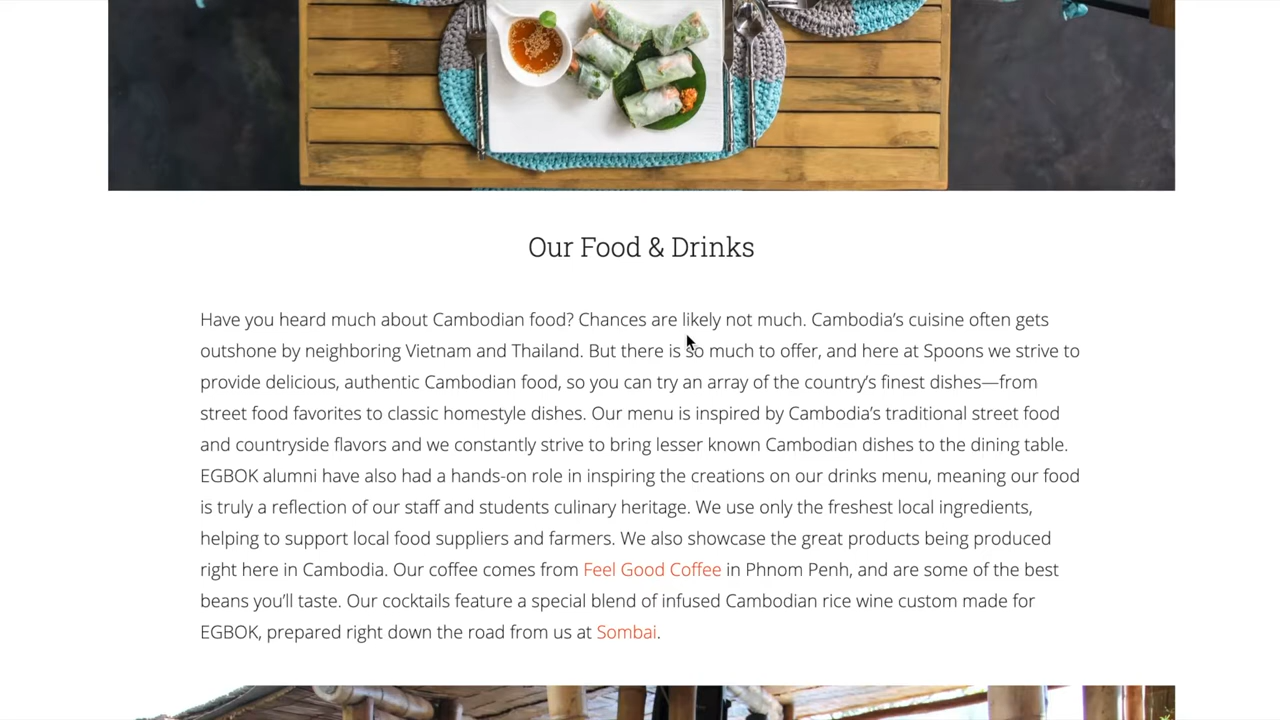 Our Food & Drinks
Have you heard much about Cambodian food? Chances are likely not much. Cambodia’s cuisine often gets
outshone by neighboring Vietnam and Thailand. But there is so much to offer, and here at Spoons we strive to
provide delicious, authentic Cambodian food, so you can try an array of the country’s finest dishes—from
street food favorites to classic homestyle dishes. Our menu is inspired by Cambodia’s traditional street food
and countryside flavors and we constantly strive to bring lesser known Cambodian dishes to the dining table.
EGBOK alumni have also had a hands-on role in inspiring the creations on our drinks menu, meaning our food
is truly a reflection of our staff and students culinary heritage. We use only the freshest local ingredients,
helping to support local food suppliers and farmers. We also showcase the great products being produced
right here in Cambodia. Our coffee comes from Feel Good Coffee in Phnom Penh, and are some of the best
beans you’ll taste. Our cocktails feature a special blend of infused Cambodian rice wine custom made for
EGBOK, prepared right down the road from us at Sombai.